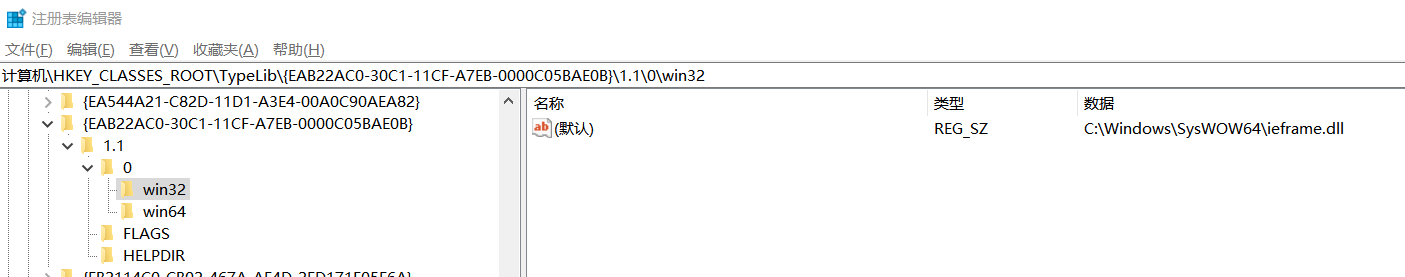 注册表编辑器
文件(F) 编辑(E) 查看(V) 收藏夹(A) 帮助(H)
计算机\HKEY_CLASSES_ROOT\TypeLib\{EAB22AC0-30C1-11CF-A7EB-0000C05BAE0B}\1.1\0\win32
{EA544A21-C82D-11D1-A3E4-00A0C90AEA82}
{EAB22AC0-30C1-11CF-A7EB-0000C05BAE0B}
1.1
0
win32
win64
FLAGS
HELPDIR
名称 类型 数据
ab (默认) REG_SZ C:\Windows\SysWOW64\ieframe.dll